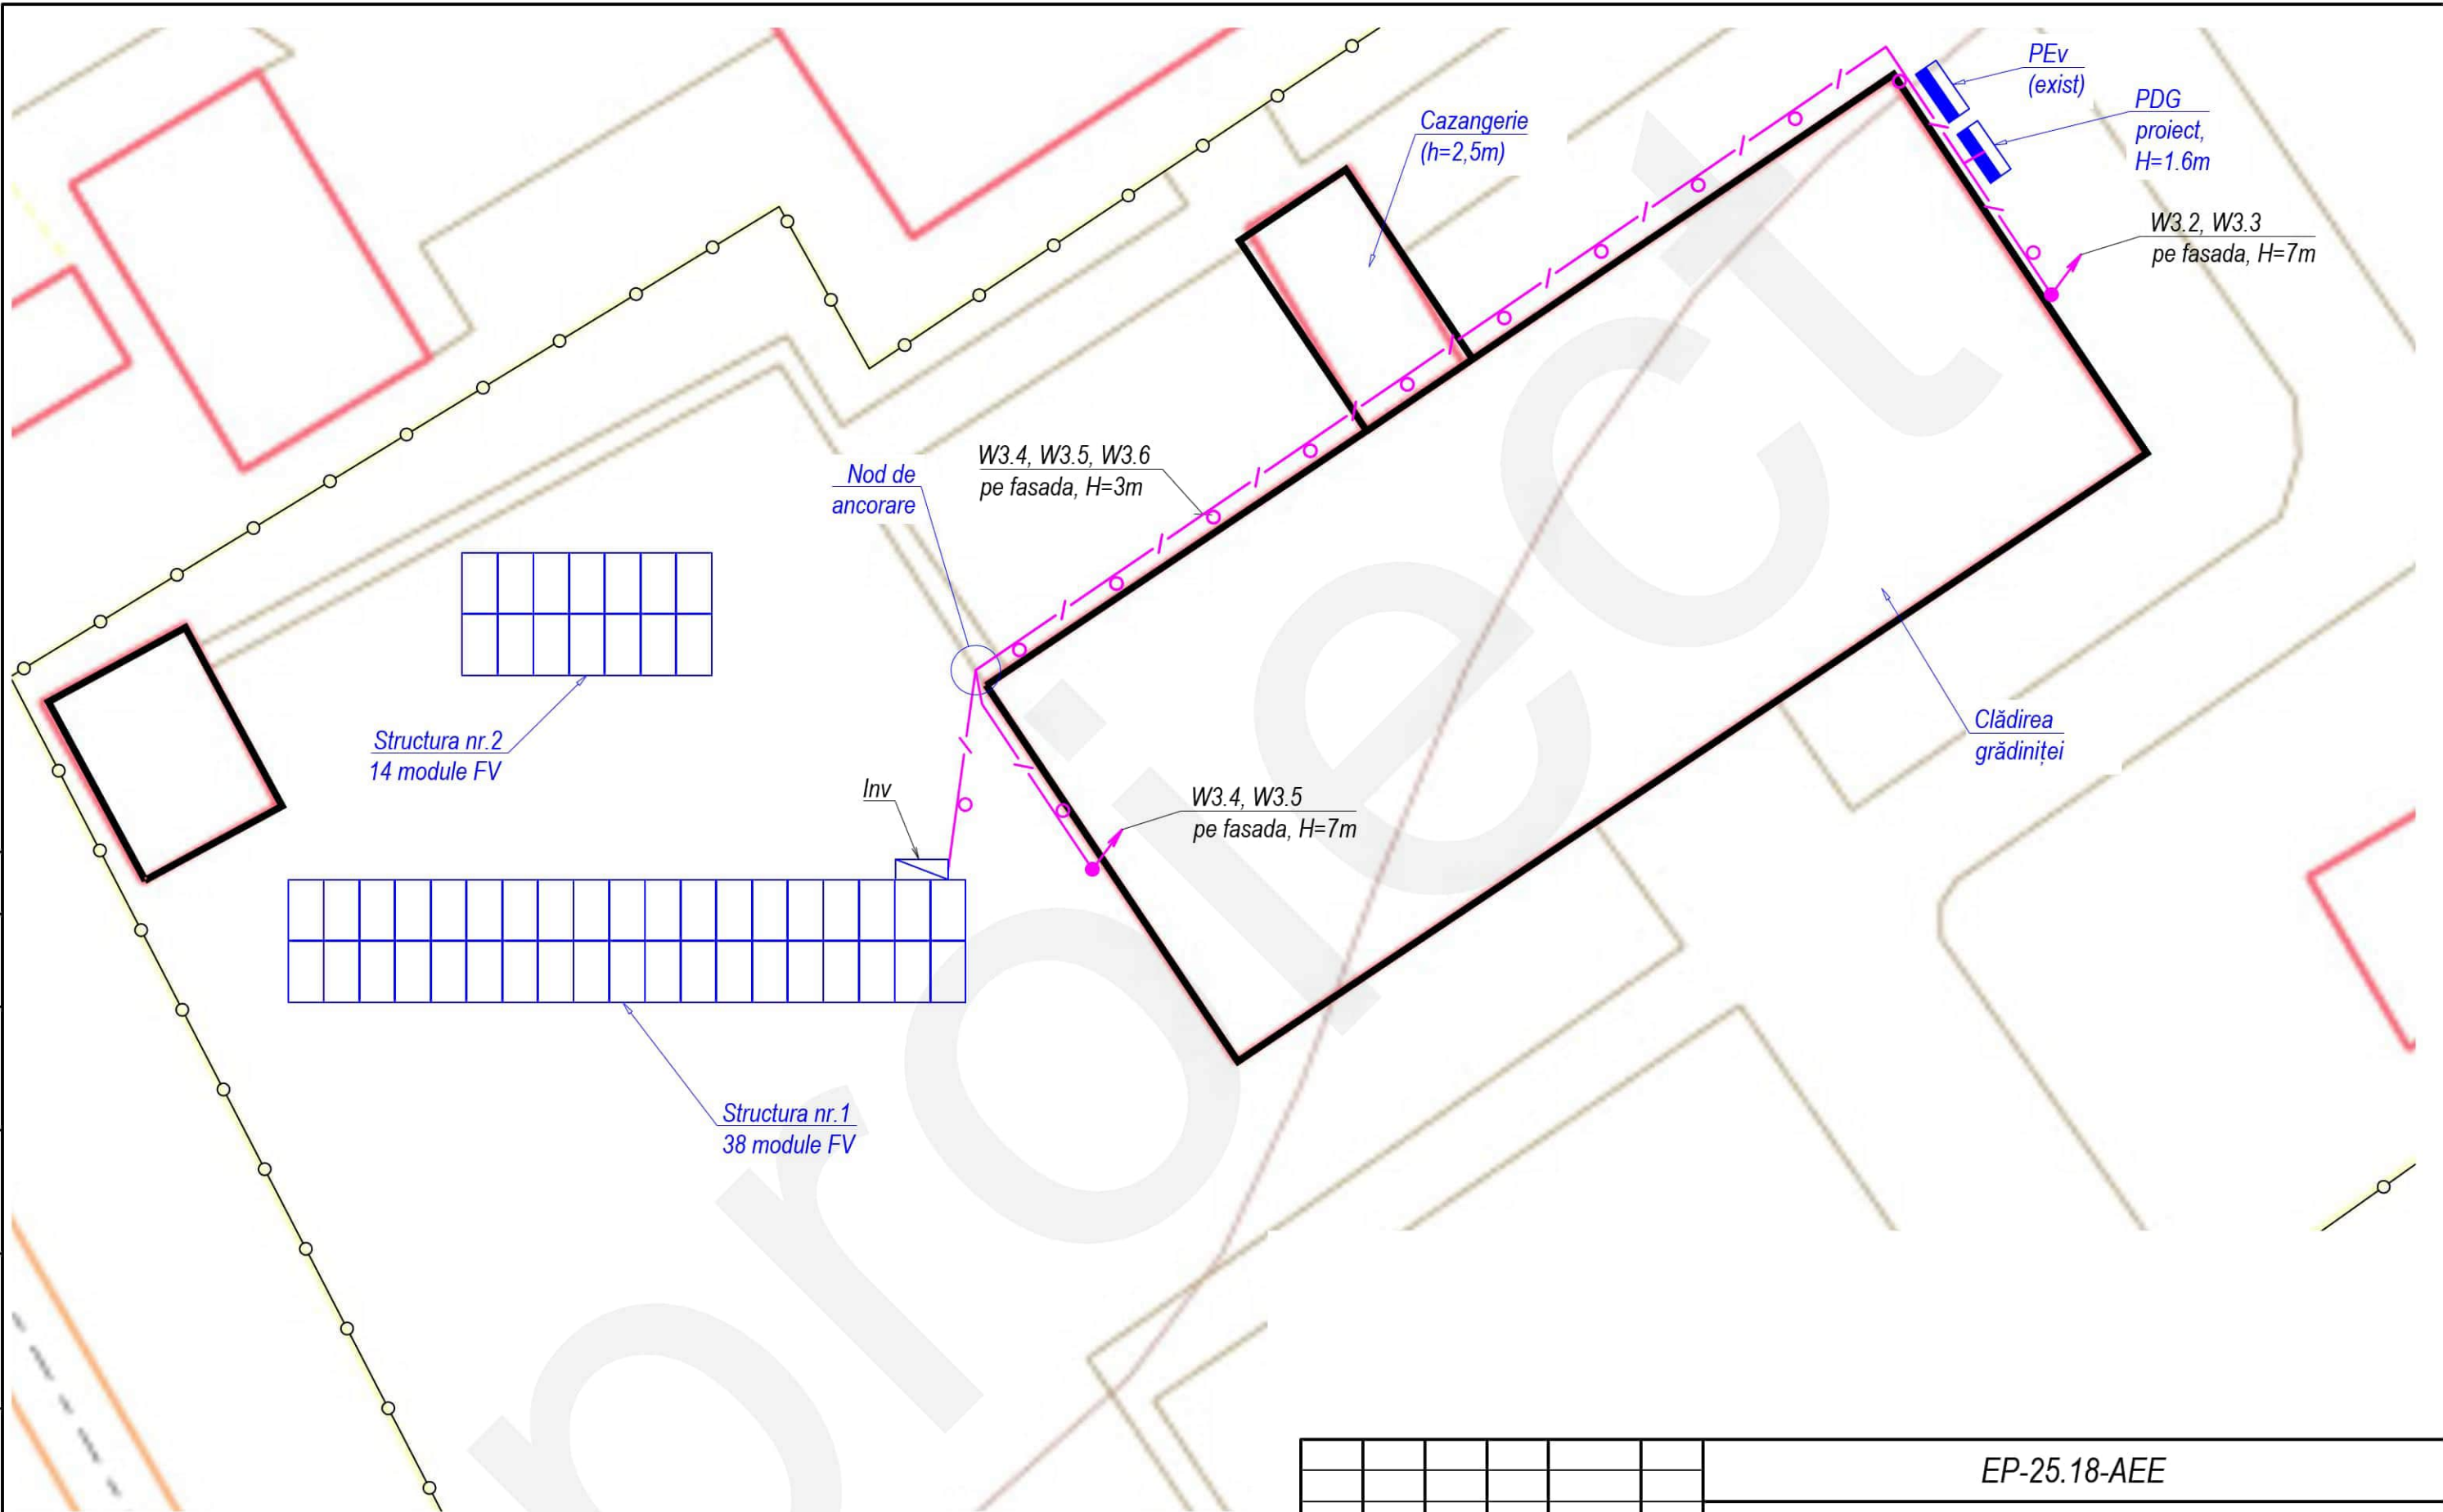 PEv
(exist)
PDG
proiect,
H=1.6m
Cazangerie
(h=2,5m)
W3.2, W3.3
pe fasada, H=7m
W3.4, W3.5, W3.6
pe fasada, H=3m
Nod de
ancorare
Structura nr.2
14 module FV
Clădirea
grădiniței
Inv
W3.4, W3.5
pe fasada, H=7m
Structura nr.1
38 module FV
proiect
EP-25.18-AEE